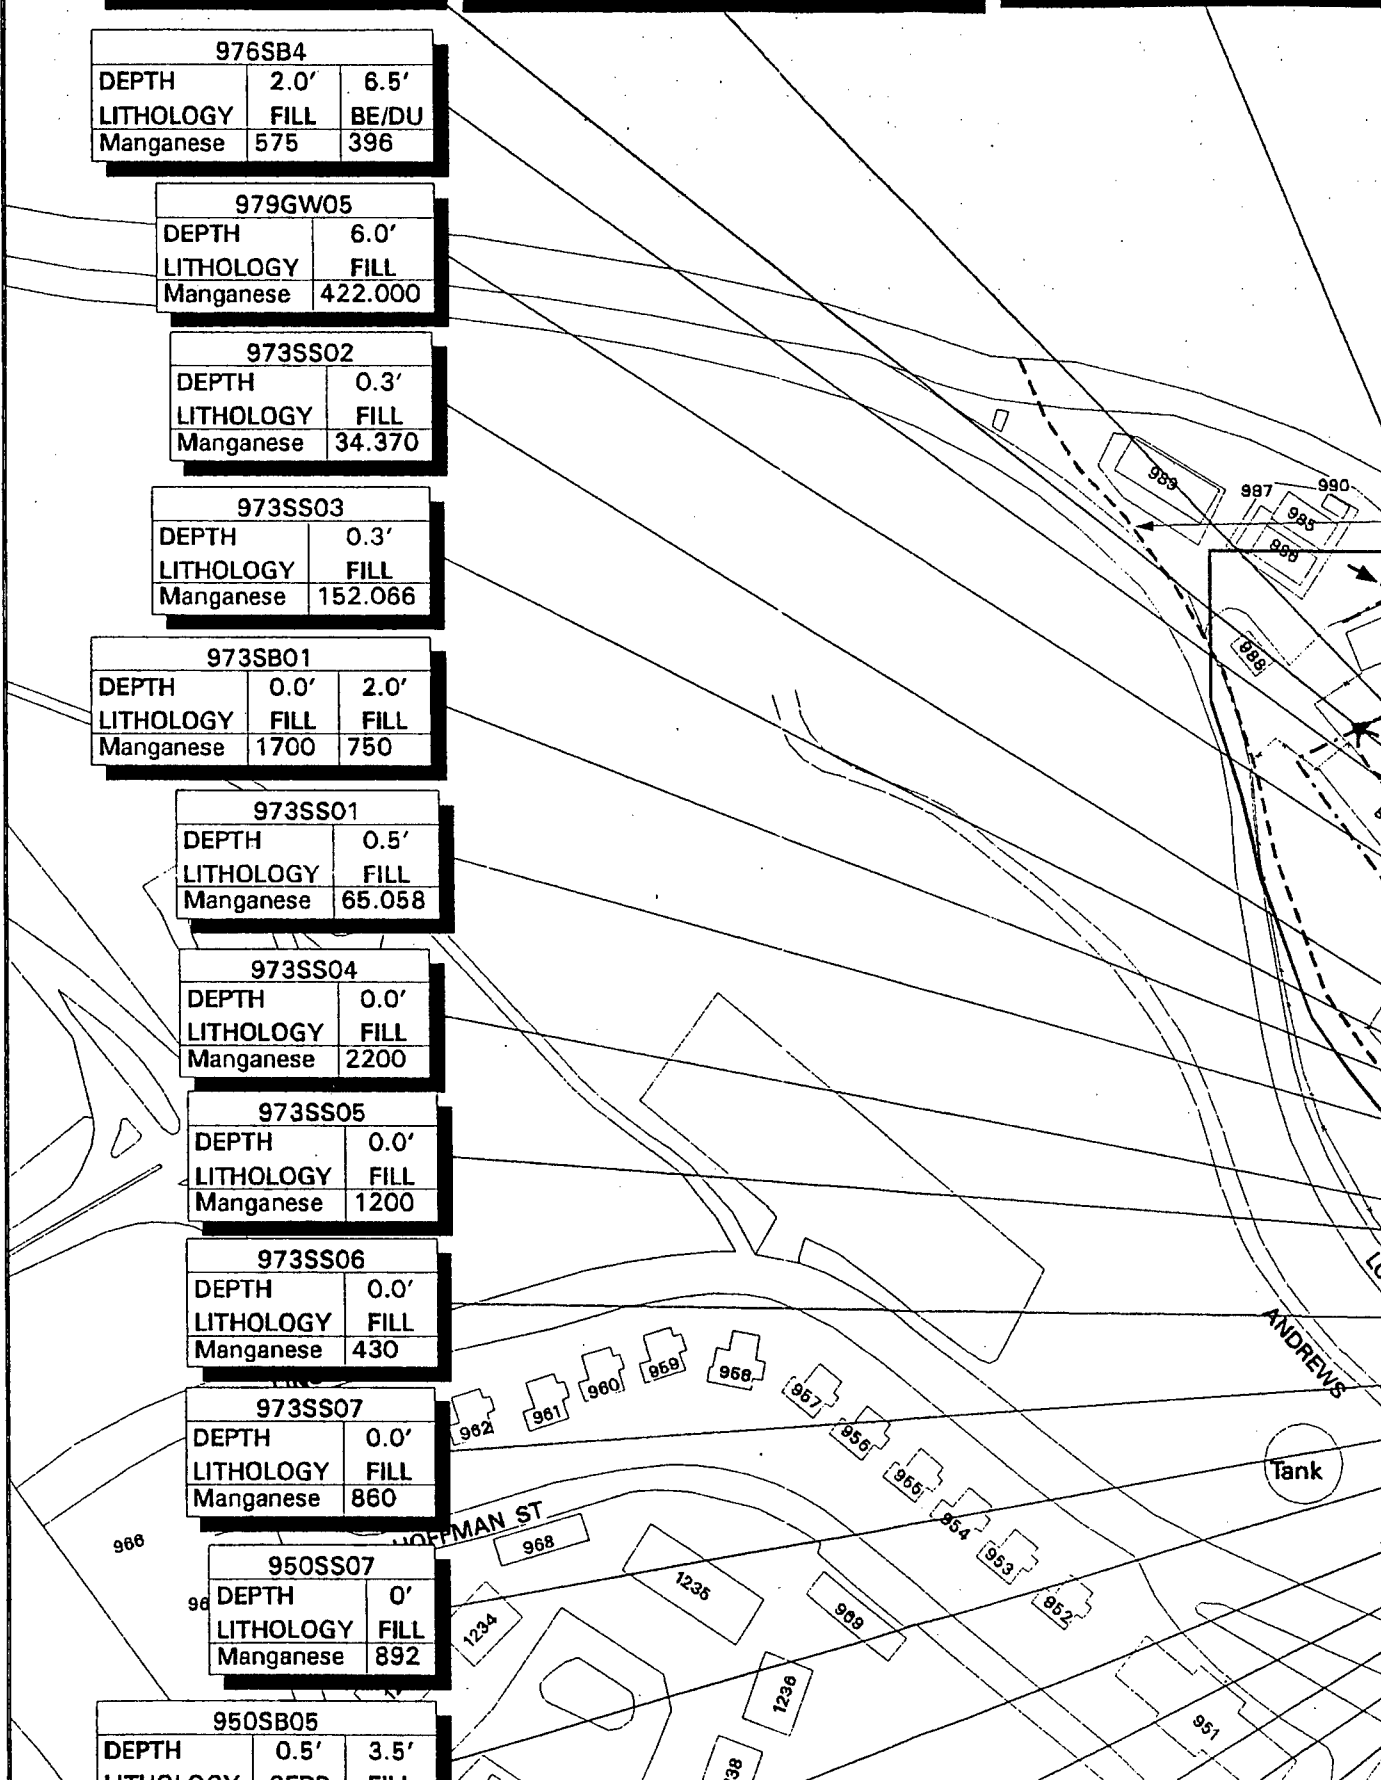 976SB4
DEPTH 2.0′ 6.5′
LITHOLOGY FILL BE/DU
Manganese 575 396
979GW05
DEPTH 6.0′
LITHOLOGY FILL
Manganese 422.000
973SS02
DEPTH 0.3′
LITHOLOGY FILL
Manganese 34.370
973SS03
DEPTH 0.3′
LITHOLOGY FILL
Manganese 152.066
973SB01
DEPTH 0.0′ 2.0′
LITHOLOGY FILL FILL
Manganese 1700 750
973SS01
DEPTH 0.5′
LITHOLOGY FILL
Manganese 65.058
973SS04
DEPTH 0.0′
LITHOLOGY FILL
Manganese 2200
973SS05
DEPTH 0.0′
LITHOLOGY FILL
Manganese 1200
973SS06
DEPTH 0.0′
LITHOLOGY FILL
Manganese 430
973SS07
DEPTH 0.0′
LITHOLOGY FILL
Manganese 860
950SS07
DEPTH 0′
LITHOLOGY FILL
Manganese 892
950SB05
DEPTH 0.5′ 3.5′
987
990
985
988
ANDREWS
Tank
962
961
960
959
958
957
956
955
954
953
952
951
HOFFMAN ST
968
966
1235
969
1234
1236